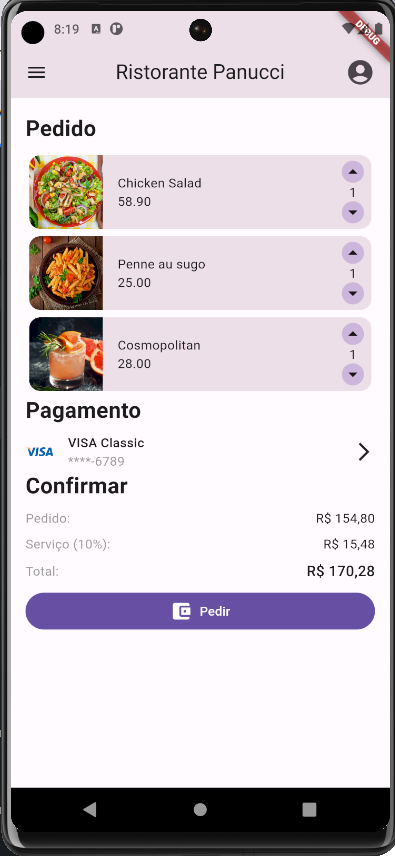 8:19
DEBUG
Ristorante Panucci
Pedido
Chicken Salad
58.90
1
Penne au sugo
25.00
1
Cosmopolitan
28.00
1
Pagamento
VISA
VISA Classic
****-6789
Confirmar
Pedido:
R$ 154,80
Serviço (10%):
R$ 15,48
Total:
R$ 170,28
Pedir